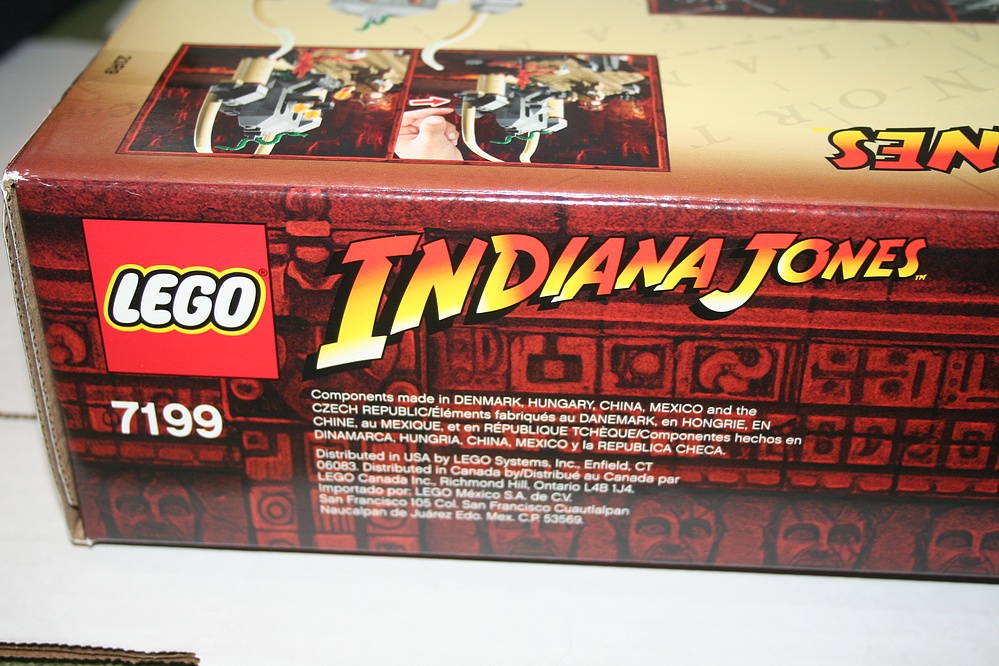 JONES
LEGO®
INDIANA JONES™
7199
Components made in DENMARK, HUNGARY, CHINA, MEXICO and the
CZECH REPUBLIC/Éléments fabriqués au DANEMARK, en HONGRIE, EN
CHINE, au MEXIQUE, et en RÉPUBLIQUE TCHÈQUE/Componentes hechos en
DINAMARCA, HUNGRIA, CHINA, MEXICO y la REPUBLICA CHECA.
Distributed in USA by LEGO Systems, Inc., Enfield, CT
06083. Distributed in Canada by/Distribué au Canada par
LEGO Canada Inc., Richmond Hill, Ontario L4B 1J4.
Importado por: LEGO México S.A. de C.V.
San Francisco 105 Col. San Francisco Cuautlalpan
Naucalpan de Juárez Edo. Mex. C.P. 53569.